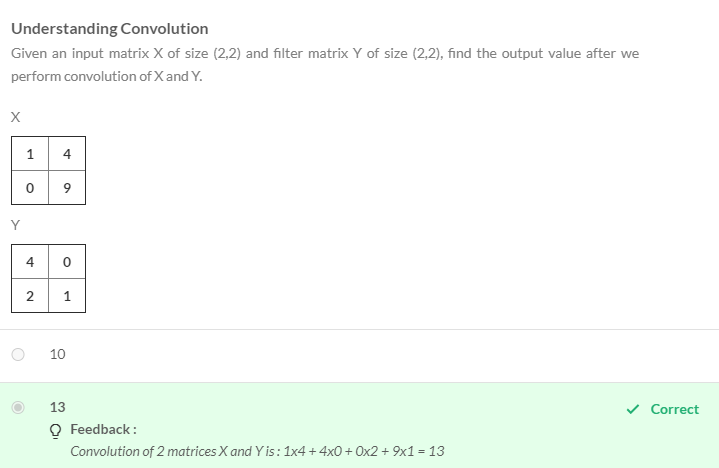 Understanding Convolution
Given an input matrix X of size (2,2) and filter matrix Y of size (2,2), find the output value after we
perform convolution of X and Y.
X
1 4
0 9
Y
4 0
2 1
10
13
Correct
Feedback :
Convolution of 2 matrices X and Y is : 1x4 + 4x0 + 0x2 + 9x1 = 13